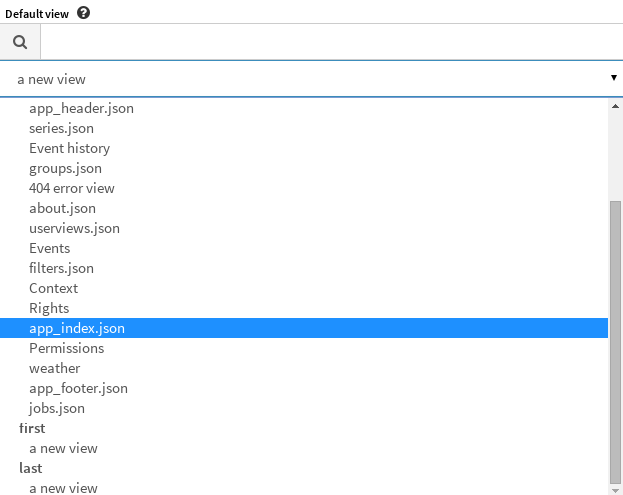 Default view ?
a new view
app_header.json
series.json
Event history
groups.json
404 error view
about.json
userviews.json
Events
filters.json
Context
Rights
app_index.json
Permissions
weather
app_footer.json
jobs.json
first
a new view
last
a new view